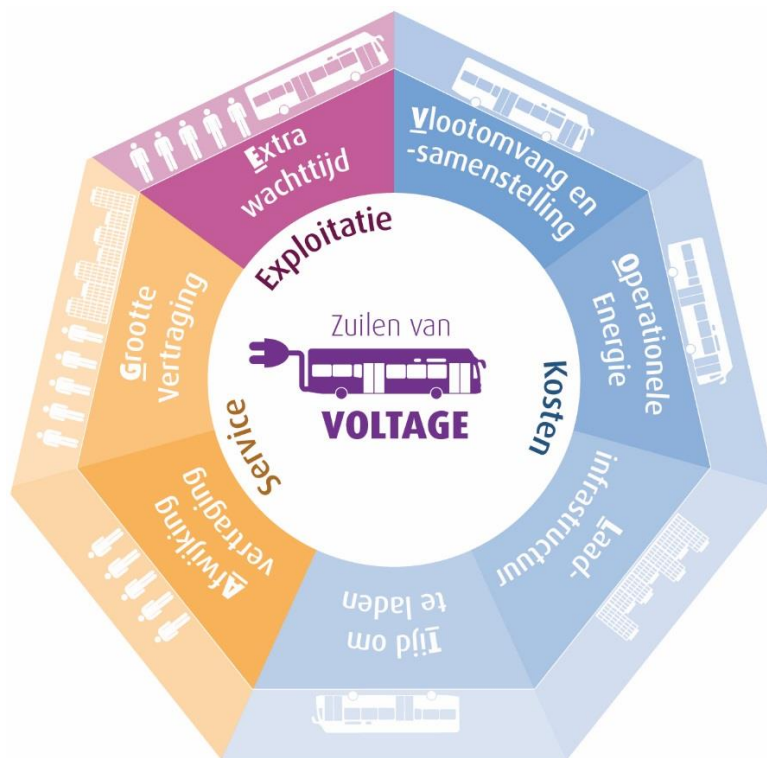 Zuilen van
VOLTAGE
Exploitatie
Kosten
Service
Vlootomvang en
-samenstelling
Operationele
Energie
Laad-
infrastructuur
Tijd om
te laden
Afwijking
vertraging
Grootte
Vertraging
Extra
wachttijd